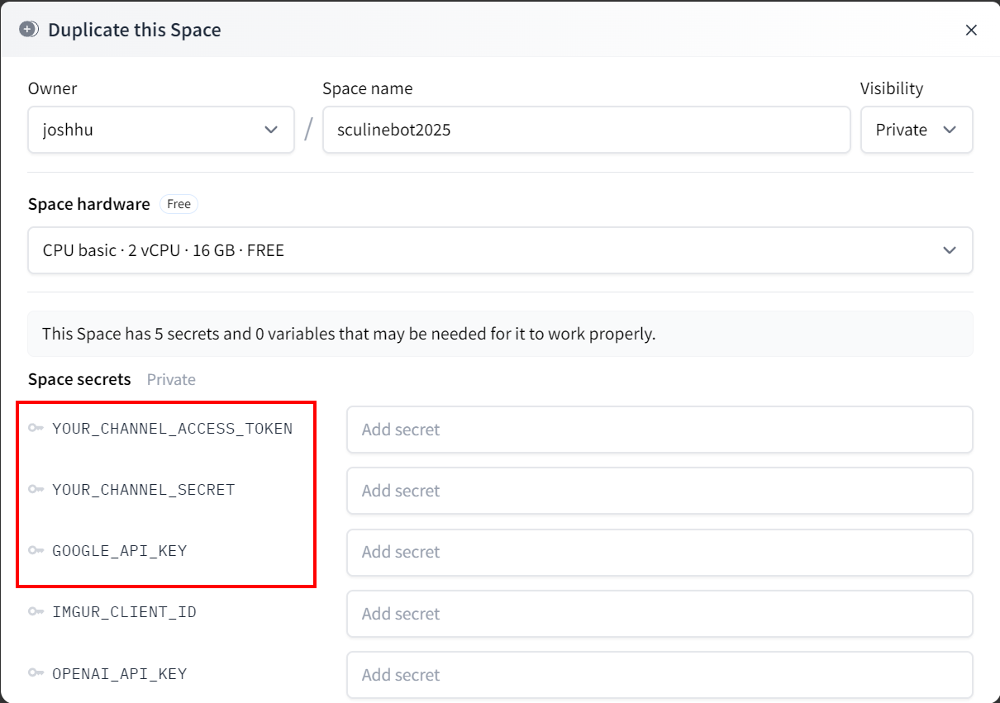 Duplicate this Space
Owner
Space name
Visibility
joshhu
/
sculinebot2025
Private
Space hardware Free
CPU basic · 2 vCPU · 16 GB · FREE
This Space has 5 secrets and 0 variables that may be needed for it to work properly.
Space secrets Private
YOUR_CHANNEL_ACCESS_TOKEN
Add secret
YOUR_CHANNEL_SECRET
Add secret
GOOGLE_API_KEY
Add secret
IMGUR_CLIENT_ID
Add secret
OPENAI_API_KEY
Add secret